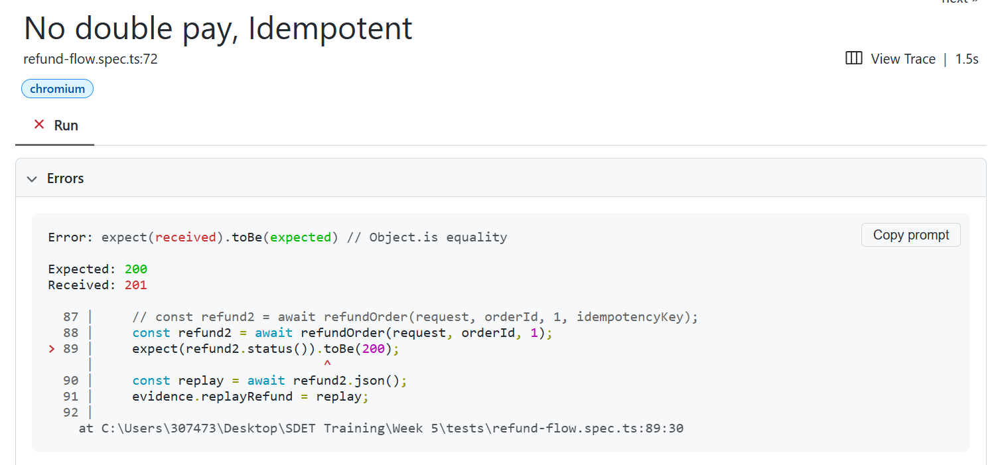 next »
No double pay, Idempotent
refund-flow.spec.ts:72
View Trace | 1.5s
chromium
✕ Run
Errors
Copy prompt
Error: expect(received).toBe(expected) // Object.is equality
Expected: 200
Received: 201
87 |     // const refund2 = await refundOrder(request, orderId, 1, idempotencyKey);
88 |     const refund2 = await refundOrder(request, orderId, 1);
> 89 |     expect(refund2.status()).toBe(200);
|                              ^
90 |     const replay = await refund2.json();
91 |     evidence.replayRefund = replay;
92 |
at C:\Users\307473\Desktop\SDET Training\Week 5\tests\refund-flow.spec.ts:89:30